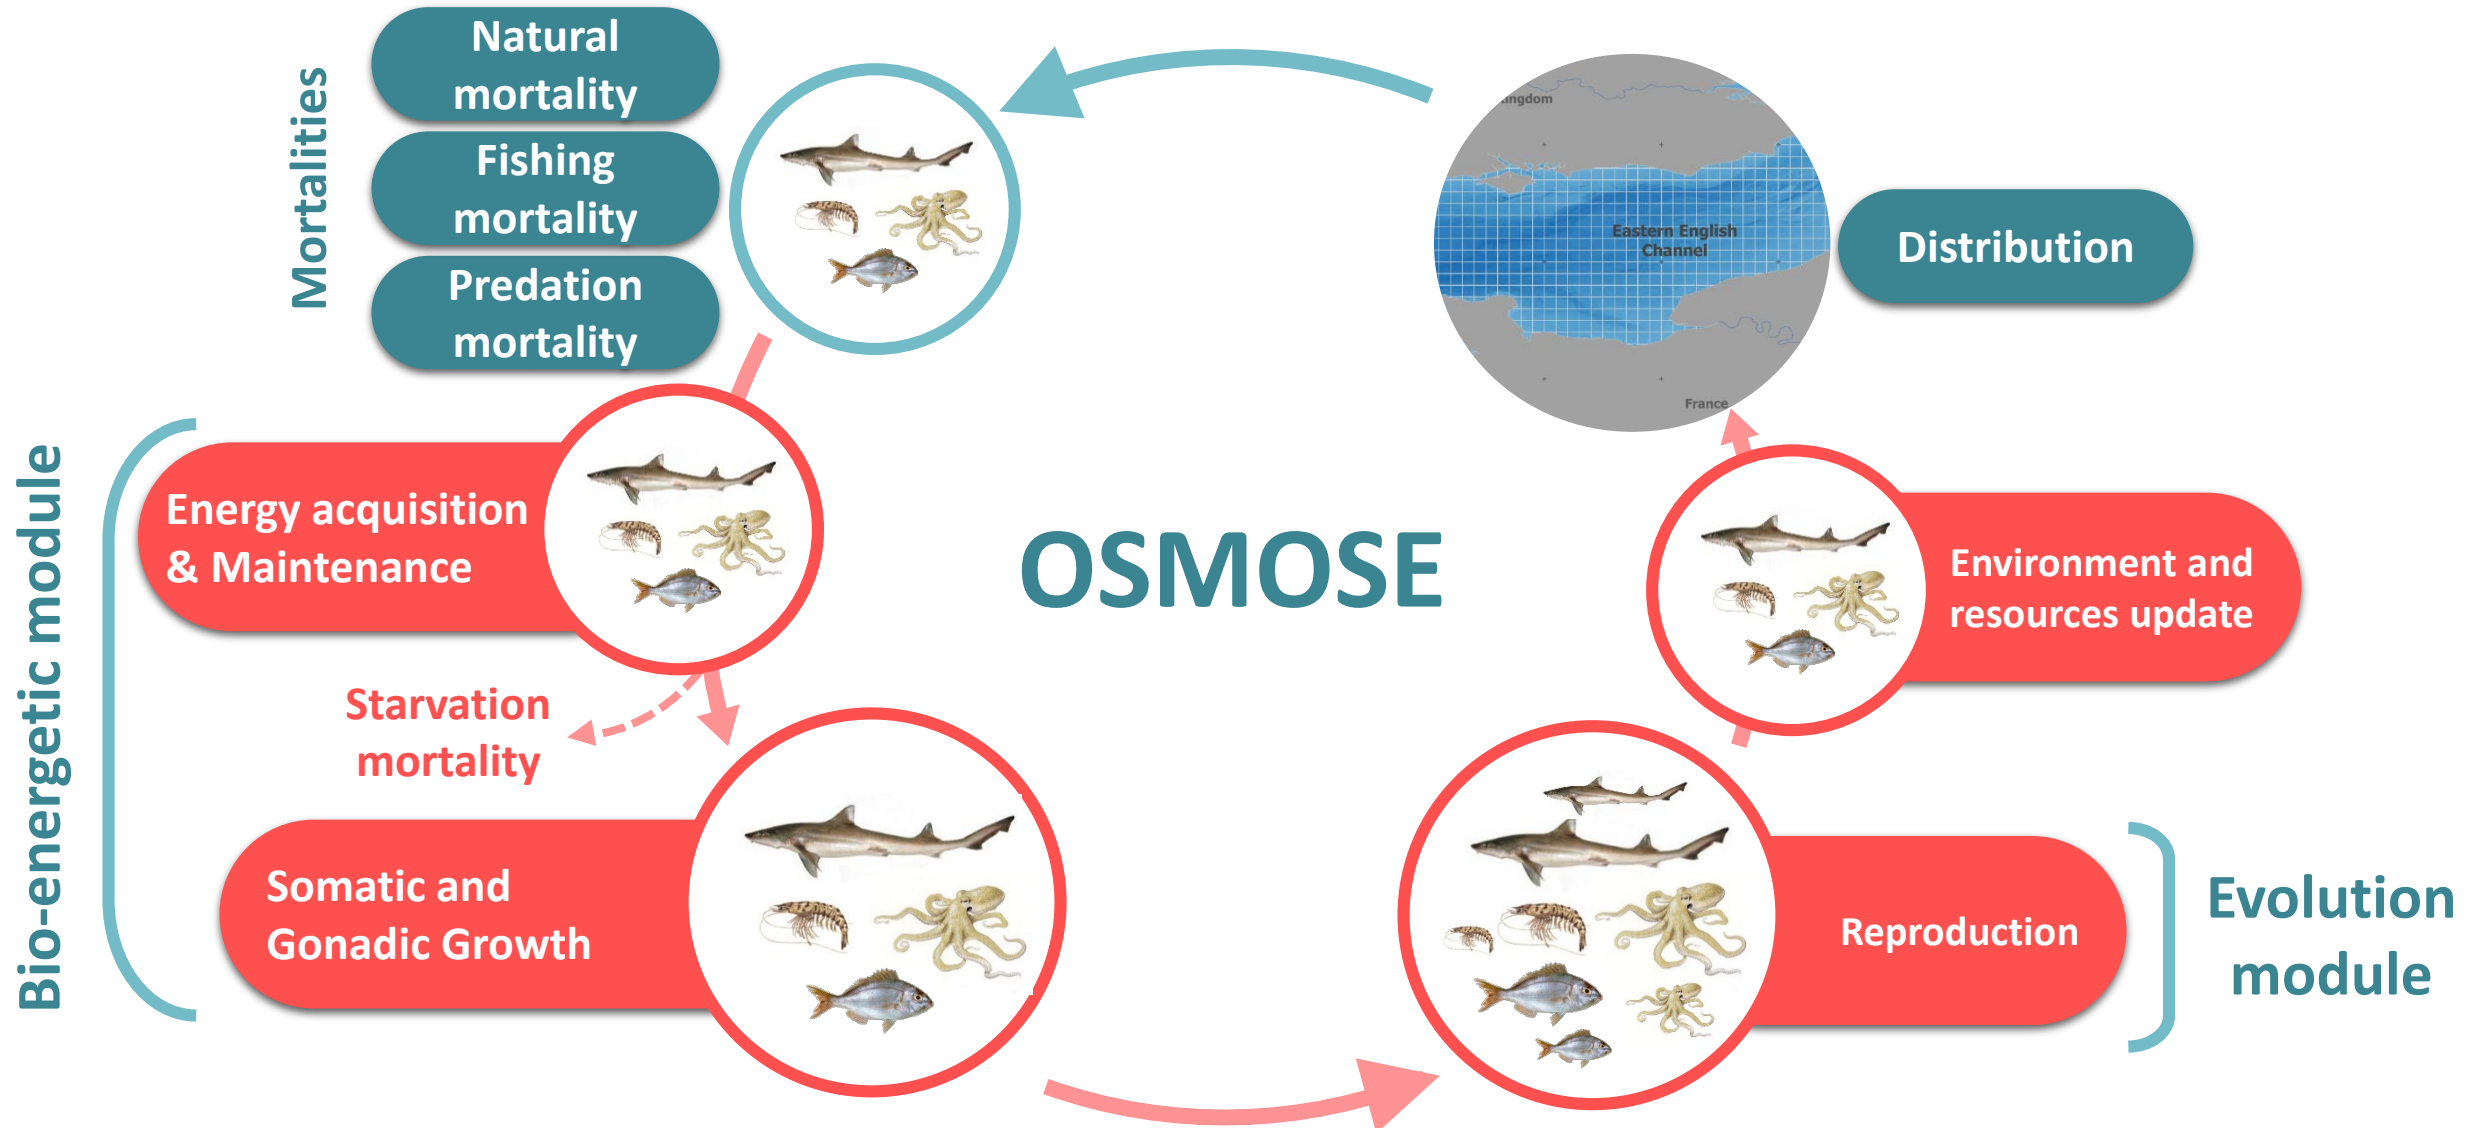 Mortalities
Natural
mortality
Fishing
mortality
Predation
mortality
Eastern English
Channel
France
Distribution
Bio-energetic module
Energy acquisition
& Maintenance
Starvation
mortality
Somatic and
Gonadic Growth
OSMOSE
Environment and
resources update
Reproduction
Evolution
module